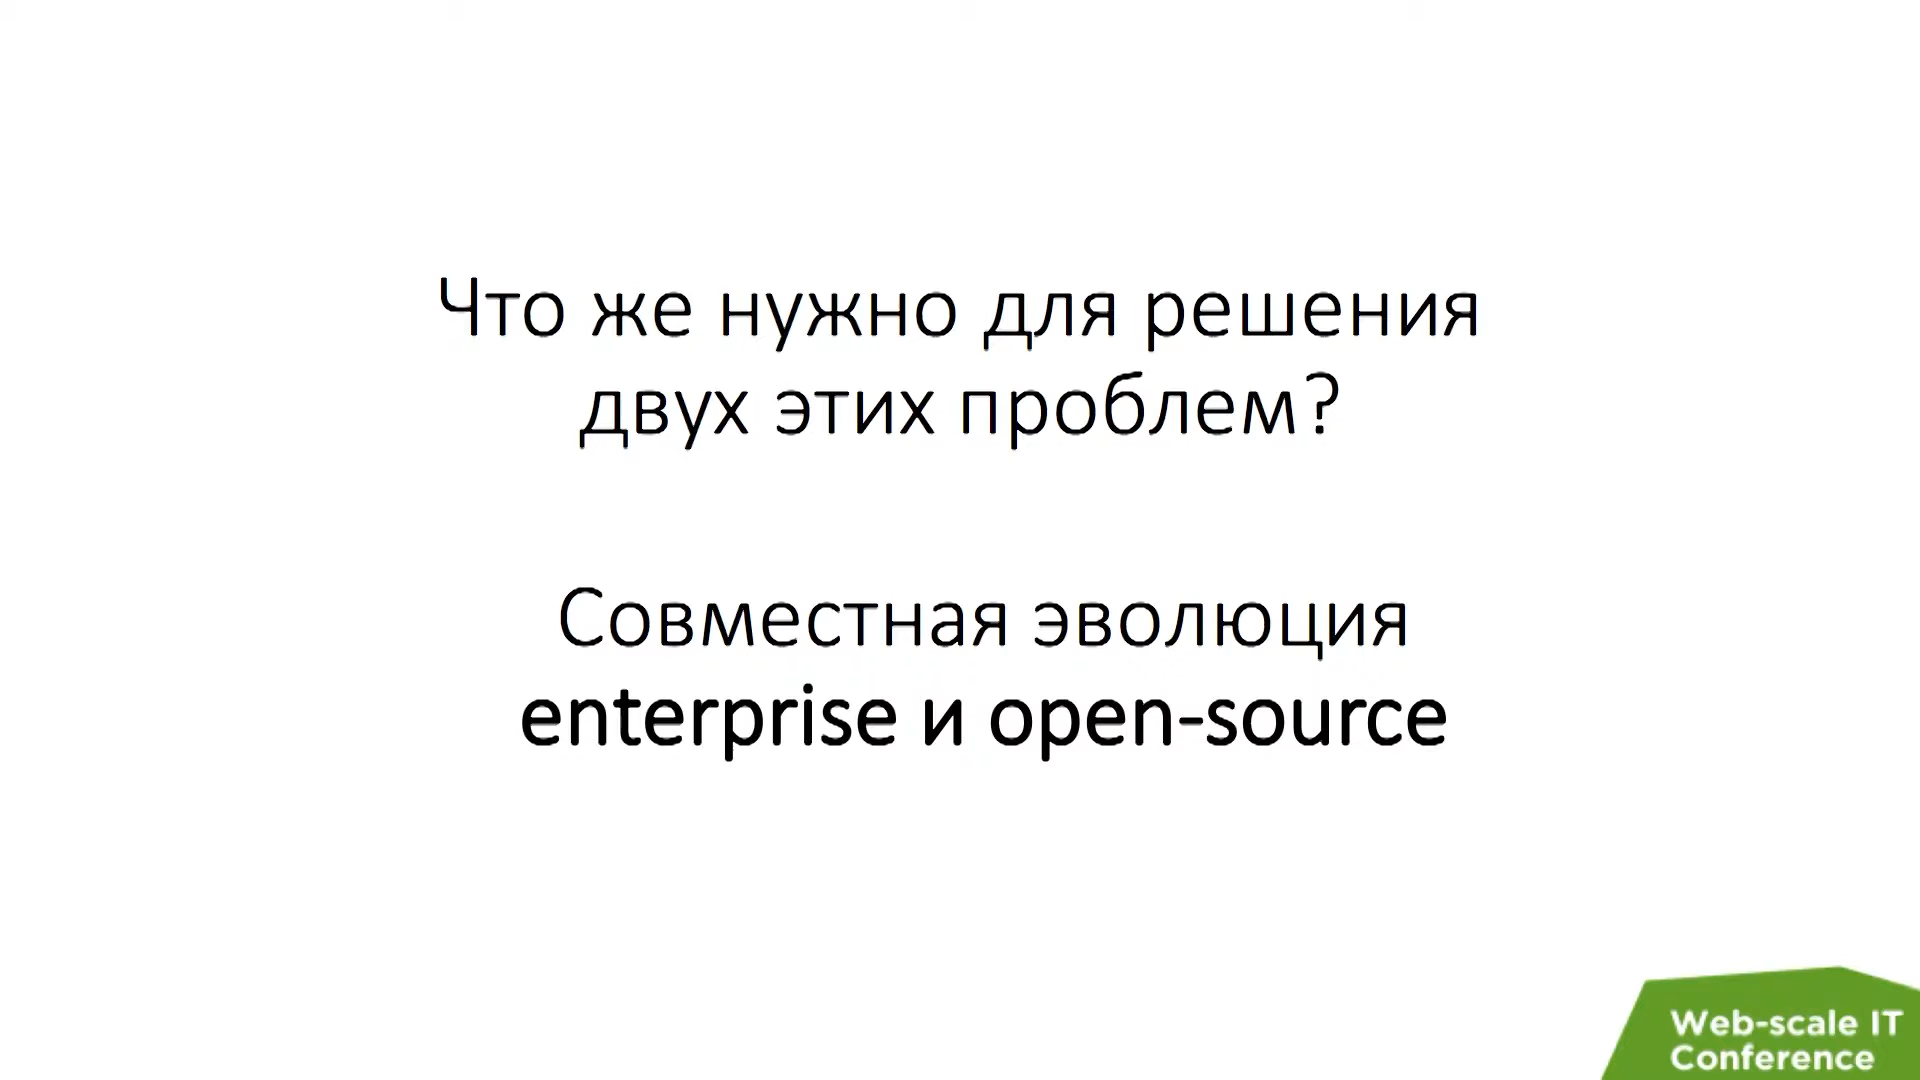 Что же нужно для решения
двух этих проблем?
Совместная эволюция
enterprise и open-source
Web-scale IT
Conference